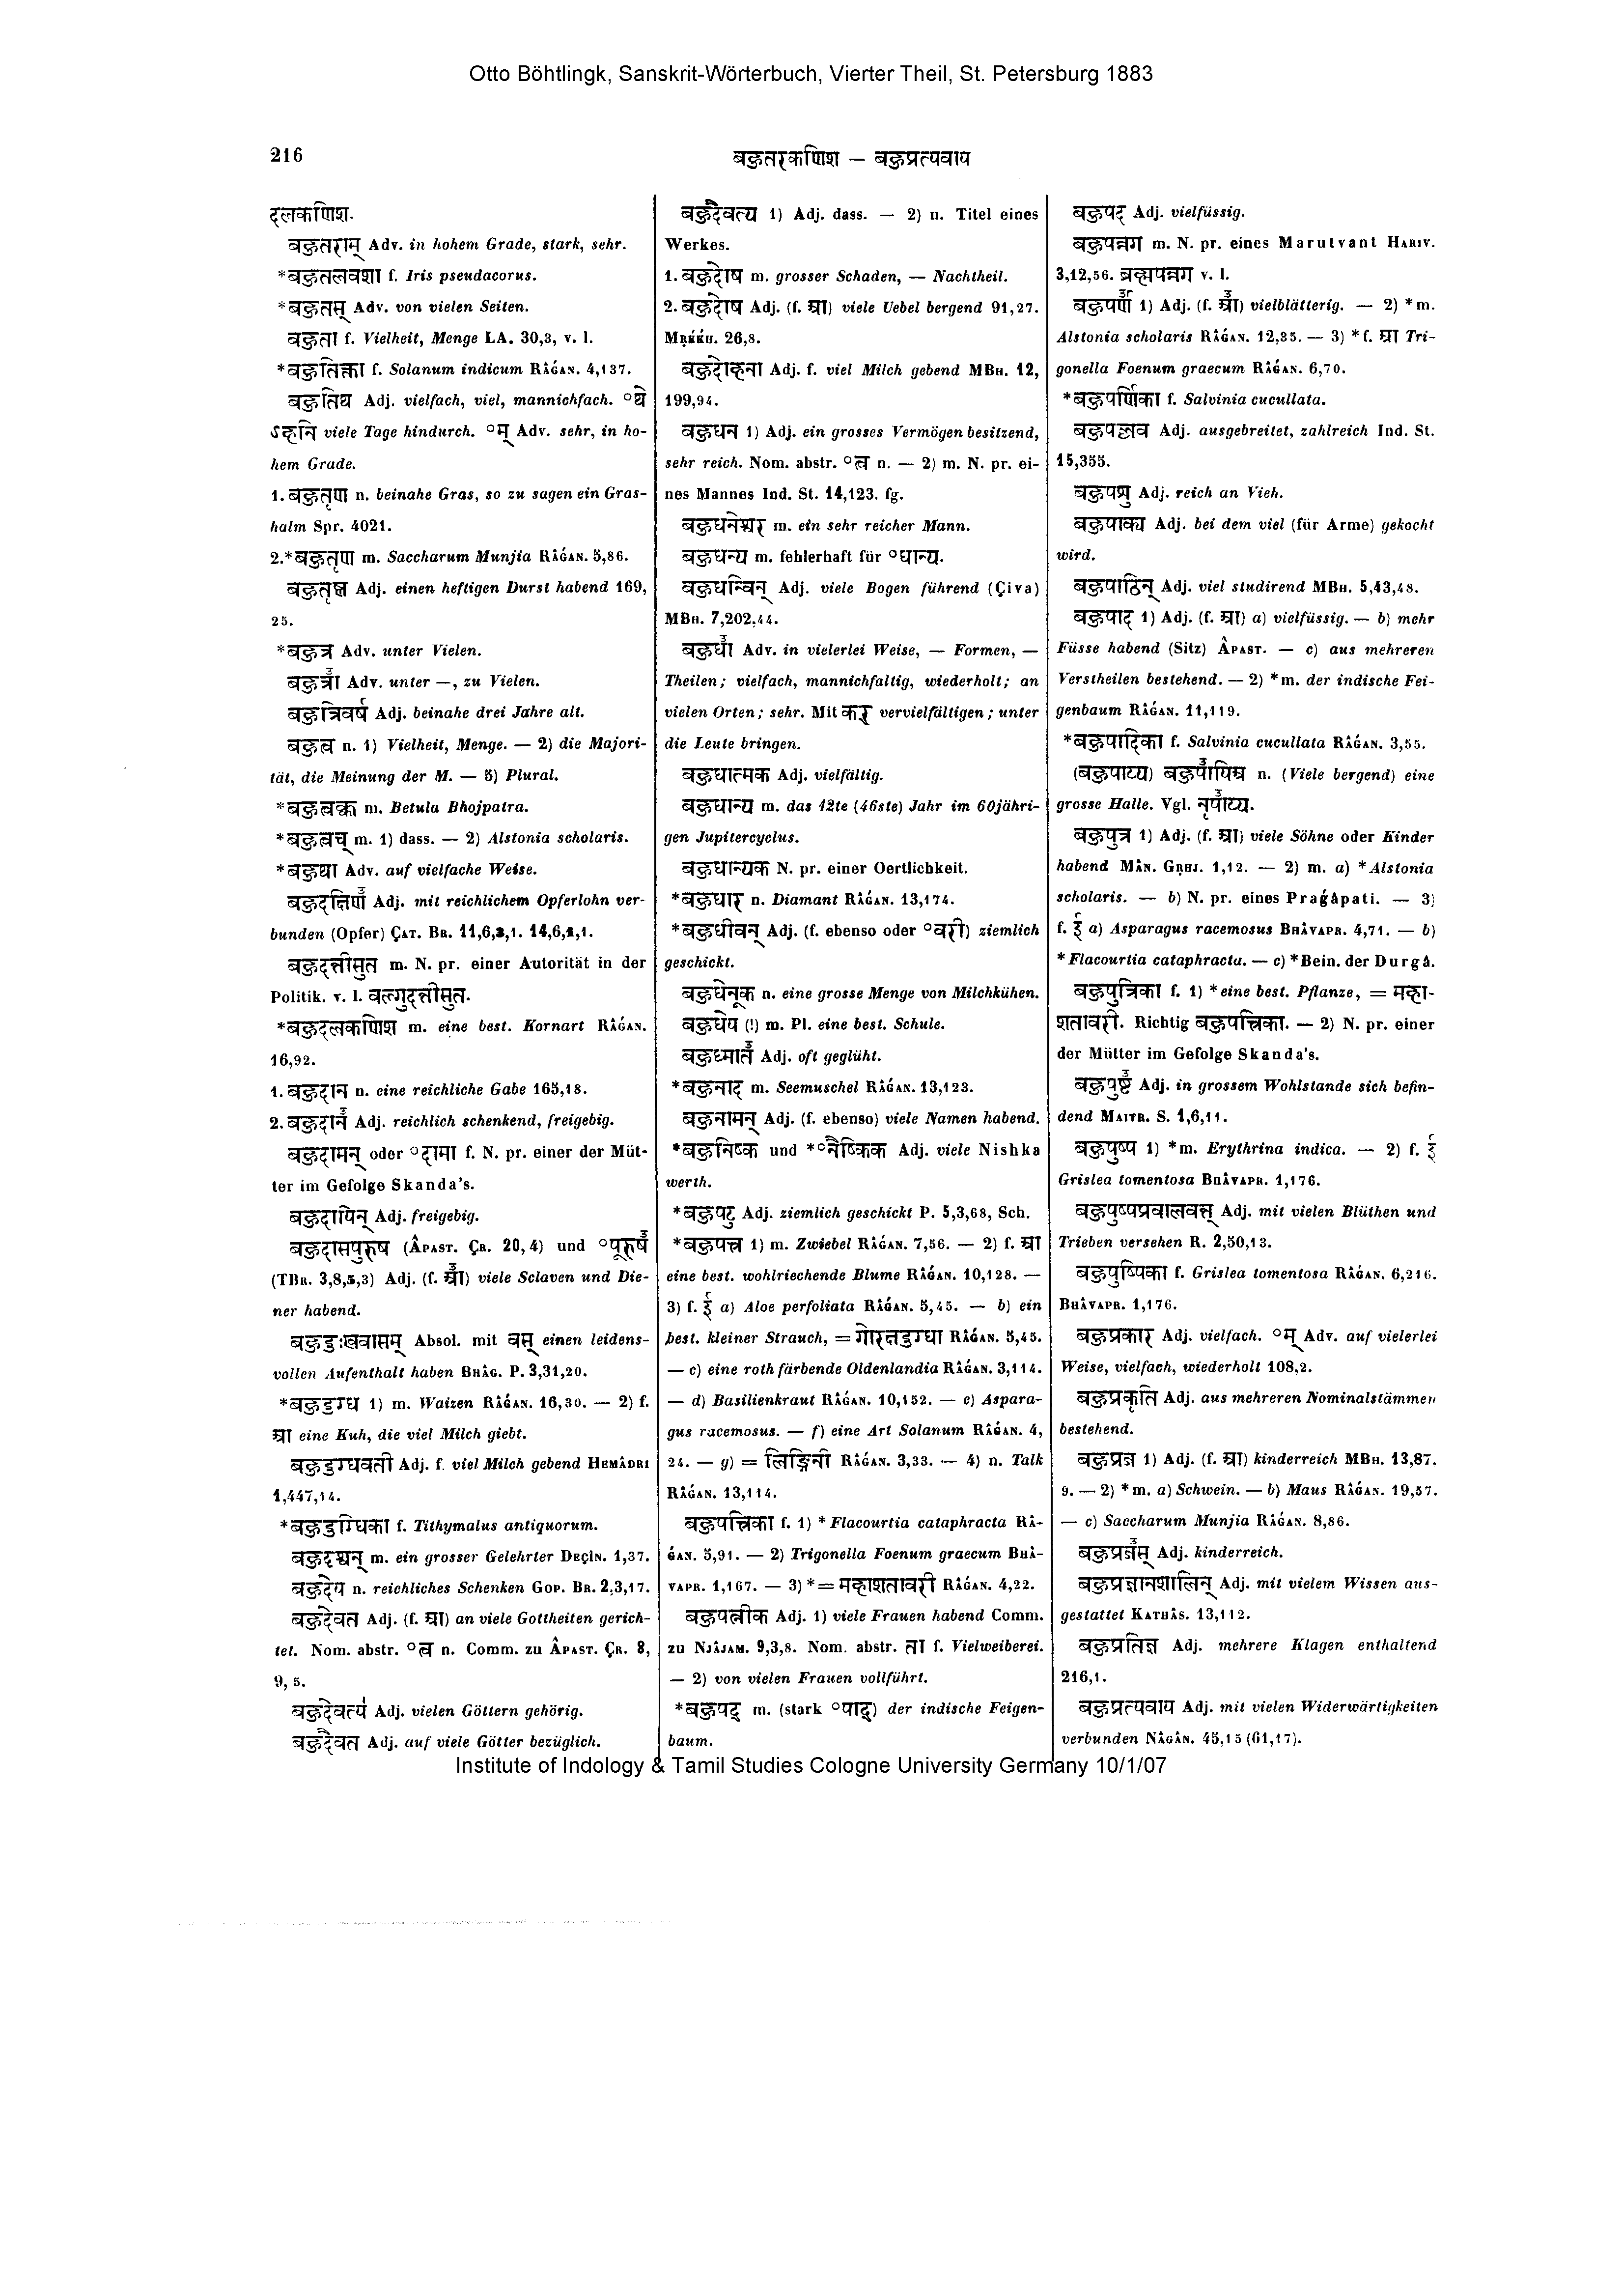 Otto Böhtlingk, Sanskrit-Wörterbuch, Vierter Theil, St. Petersburg 1883
216
बहुतरकणिश — बहुप्रत्यवाय
दलकणिश.
बहुतराम् Adv. in hohem Grade, stark, sehr.
*बहुतलवशा f. Iris pseudacorus.
*बहुतस् Adv. von vielen Seiten.
बहुता f. Vielheit, Menge LA. 30,3, v. l.
*बहुतिक्ता f. Solanum indicum RÂGAN. 4,137.
बहुतिथ Adj. vielfach, viel, mannichfach. °थे
ऽहनि viele Tage hindurch. °म् Adv. sehr, in ho-
hem Grade.
1. बहुतृण n. beinahe Gras, so zu sagen ein Gras-
halm Spr. 4021.
2.*बहुतृण m. Saccharum Munjia RÂGAN. 5,86.
बहुतृष्ण Adj. einen heftigen Durst habend 169,
25.
*बहुत्र Adv. unter Vielen.
बहुत्रा Adv. unter —, zu Vielen.
बहुत्रिवर्ष Adj. beinahe drei Jahre alt.
बहुत्व n. 1) Vielheit, Menge. — 2) die Majori-
tät, die Meinung der M. — 3) Plural.
*बहुत्वक्क m. Betula Bhojpatra.
*बहुत्वच् m. 1) dass. — 2) Alstonia scholaris.
*बहुथा Adv. auf vielfache Weise.
बहुदक्षिण Adj. mit reichlichem Opferlohn ver-
bunden (Opfer) ÇAT. BR. 11,6,3,1. 14,6,1,1.
बहुदत्तीसुत m. N. pr. einer Autorität in der
Politik. v. l. वल्गुदत्तीसुत.
*बहुदलकणिश m. eine best. Kornart RÂGAN.
16,92.
1. बहुदान n. eine reichliche Gabe 165,18.
2. बहुदान Adj. reichlich schenkend, freigebig.
बहुदामन् oder °दामा f. N. pr. einer der Müt-
ter im Gefolge Skanda's.
बहुदायिन् Adj. freigebig.
बहुदासपुरुष (ÂPAST. ÇR. 20,4) und °पूरुष
(TBR. 3,8,5,3) Adj. (f. आ) viele Sclaven und Die-
ner habend.
बहुदुःखवासम् Absol. mit वस् einen leidens-
vollen Aufenthalt haben BHÂG. P. 3,31,20.
*बहुदुग्ध 1) m. Waizen RÂGAN. 16,30. — 2) f.
आ eine Kuh, die viel Milch giebt.
बहुदुग्धवती Adj. f. viel Milch gebend HEMÂDRI
1,447,14.
*बहुदुग्धिका f. Tithymalus antiquorum.
बहुदृश्वन् m. ein grosser Gelehrter DEÇÎN. 1,37.
बहुदेय n. reichliches Schenken GOP. BR. 2,3,17.
बहुदेवत Adj. (f. आ) an viele Gottheiten gerich-
tet. Nom. abstr. °त्व n. Comm. zu ÂPAST. ÇR. 8,
9, 5.
बहुदेवत्य Adj. vielen Göttern gehörig.
बहुदैवत Adj. auf viele Götter bezüglich.
बहुदैवत्य 1) Adj. dass. — 2) n. Titel eines
Werkes.
1. बहुदोष m. grosser Schaden, — Nachtheil.
2. बहुदोष Adj. (f. आ) viele Uebel bergend 91,27.
MṚKKH. 26,8.
बहुदोहना Adj. f. viel Milch gebend MBH. 12,
199,94.
बहुधन 1) Adj. ein grosses Vermögen besitzend,
sehr reich. Nom. abstr. °त्व n. — 2) m. N. pr. ei-
nes Mannes Ind. St. 14,123. fg.
बहुधनेश्वर m. ein sehr reicher Mann.
बहुधन्य m. fehlerhaft für °धान्य.
बहुधन्विन् Adj. viele Bogen führend (Çiva)
MBH. 7,202,44.
बहुधा Adv. in vielerlei Weise, — Formen, —
Theilen; vielfach, mannichfaltig, wiederholt; an
vielen Orten; sehr. Mit कर् vervielfältigen; unter
die Leute bringen.
बहुधात्मक Adj. vielfältig.
बहुधान्य m. das 12te (46ste) Jahr im 60jähri-
gen Jupitercyclus.
बहुधान्यक N. pr. einer Oertlichkeit.
*बहुधार n. Diamant RÂGAN. 13,174.
*बहुधीवन् Adj. (f. ebenso oder °वरी) ziemlich
geschickt.
बहुधेनुक n. eine grosse Menge von Milchkühen.
बहुधेय (!) m. Pl. eine best. Schule.
बहुध्मात Adj. oft geglüht.
*बहुनाद m. Seemuschel RÂGAN. 13,123.
बहुनामन् Adj. (f. ebenso) viele Namen habend.
*बहुनिष्क und *°नैष्किक Adj. viele Nishka
werth.
*बहुपटु Adj. ziemlich geschickt P. 5,3,68, Sch.
*बहुपत्त्र 1) m. Zwiebel RÂGAN. 7,56. — 2) f. आ
eine best. wohlriechende Blume RÂGAN. 10,128. —
3) f. ई a) Aloe perfoliata RÂGAN. 5,45. — b) ein
best. kleiner Strauch, = गोरक्षदुग्धा RÂGAN. 5,45.
— c) eine roth färbende Oldenlandia RÂGAN. 3,114.
— d) Basilienkraut RÂGAN. 10,152. — e) Aspara-
gus racemosus. — f) eine Art Solanum RÂGAN. 4,
24. — g) = लिङ्गिनी RÂGAN. 3,33. — 4) n. Talk
RÂGAN. 13,114.
बहुपत्त्रिका f. 1) * Flacourtia cataphracta RÂ-
GAN. 5,91. — 2) Trigonella Foenum graecum BHÂ-
VAPR. 1,167. — 3) *= महाशतावरी RÂGAN. 4,22.
बहुपत्नीक Adj. 1) viele Frauen habend Comm.
zu NJÂJAM. 9,3,8. Nom. abstr. ता f. Vielweiberei.
— 2) von vielen Frauen vollführt.
*बहुपद् m. (stark °पाद्) der indische Feigen-
baum.
बहुपद Adj. vielfüssig.
बहुपन्नग m. N. pr. eines Marutvant HARIV.
3,12,56. ब्रह्मपन्नग v. l.
बहुपर्ण 1) Adj. (f. आ) vielblätterig. — 2) *m.
Alstonia scholaris RÂGAN. 12,35. — 3) *f. आ Tri-
gonella Foenum graecum RÂGAN. 6,70.
*बहुपर्णिका f. Salvinia cucullata.
बहुपल्लव Adj. ausgebreitet, zahlreich Ind. St.
15,355.
बहुपशु Adj. reich an Vieh.
बहुपाक्य Adj. bei dem viel (für Arme) gekocht
wird.
बहुपाठिन् Adj. viel studirend MBH. 5,43,48.
बहुपाद 1) Adj. (f. आ) a) vielfüssig. — b) mehr
Füsse habend (Sitz) ÂPAST. — c) aus mehreren
Verstheilen bestehend. — 2) *m. der indische Fei-
genbaum RÂGAN. 11,119.
*बहुपादिका f. Salvinia cucullata RÂGAN. 3,55.
(बहुपाय्य) बहुपायिअ n. (Viele bergend) eine
grosse Halle. Vgl. नृपाय्य.
बहुपुत्र 1) Adj. (f. आ) viele Söhne oder Kinder
habend MÂN. GṚHJ. 1,12. — 2) m. a) * Alstonia
scholaris. — b) N. pr. eines Pragâpati. — 3)
f. ई a) Asparagus racemosus BHÂVAPR. 4,71. — b)
* Flacourtia cataphracta. — c) *Bein. der Durgâ.
बहुपुत्रिका f. 1) *eine best. Pflanze, = महा-
शतावरी. Richtig बहुपत्त्रिका. — 2) N. pr. einer
der Mütter im Gefolge Skanda's.
बहुपुष्ट Adj. in grossem Wohlstande sich befin-
dend MAITR. S. 1,6,11.
बहुपुष्प 1) *m. Erythrina indica. — 2) f. ई
Grislea tomentosa BHÂVAPR. 1,176.
बहुपुष्पप्रवालवत्त् Adj. mit vielen Blüthen und
Trieben versehen R. 2,50,13.
बहुपुष्पिका f. Grislea tomentosa RÂGAN. 6,216.
BHÂVAPR. 1,176.
बहुप्रकार Adj. vielfach. °म् Adv. auf vielerlei
Weise, vielfach, wiederholt 108,2.
बहुप्रकृति Adj. aus mehreren Nominalstämmen
bestehend.
बहुप्रज 1) Adj. (f. आ) kinderreich MBH. 13,87.
9. — 2) *m. a) Schwein. — b) Maus RÂGAN. 19,57.
— c) Saccharum Munjia RÂGAN. 8,86.
बहुप्रजस् Adj. kinderreich.
बहुप्रज्ञानशालिन् Adj. mit vielem Wissen aus-
gestattet KATHÂS. 13,112.
बहुप्रतिज्ञ Adj. mehrere Klagen enthaltend
216,1.
बहुप्रत्यवाय Adj. mit vielen Widerwärtigkeiten
verbunden NÂGÂN. 45,15 (61,17).
Institute of Indology & Tamil Studies Cologne University Germany 10/1/07